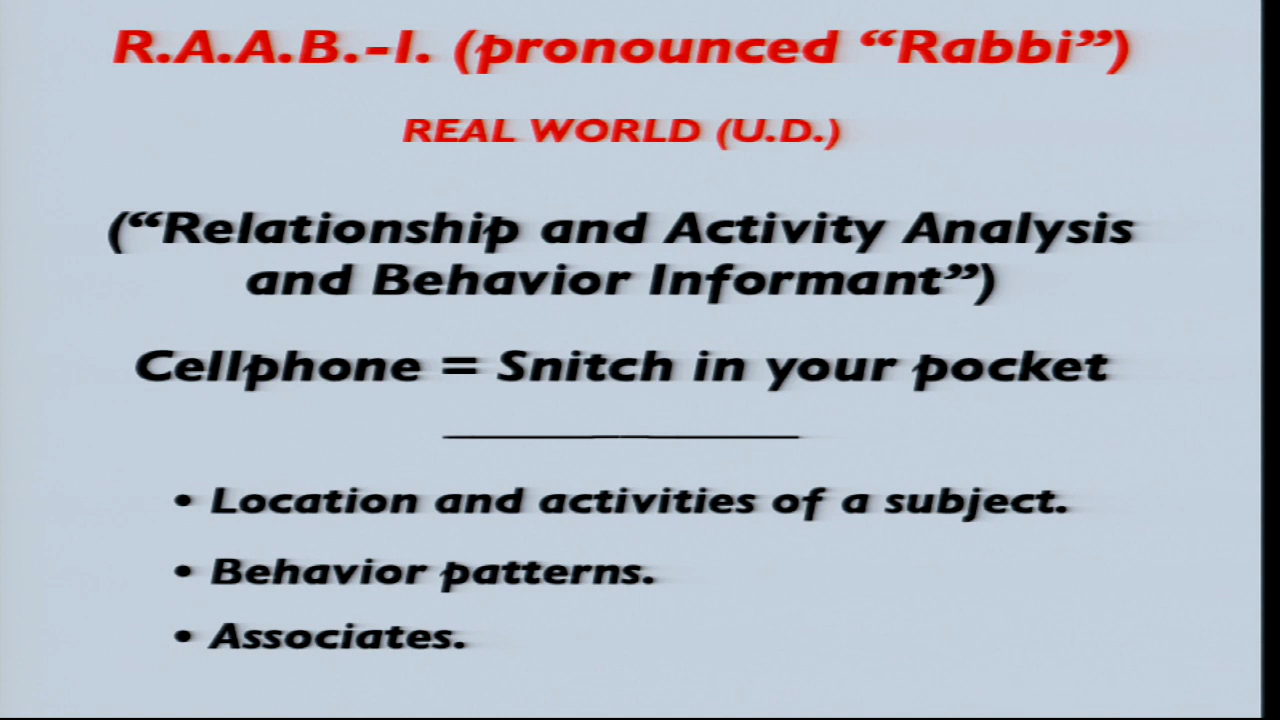 R.A.A.B.-I. (pronounced “Rabbi”)
REAL WORLD (U.D.)
(“Relationship and Activity Analysis
and Behavior Informant”)
Cellphone = Snitch in your pocket
• Location and activities of a subject.
• Behavior patterns.
• Associates.